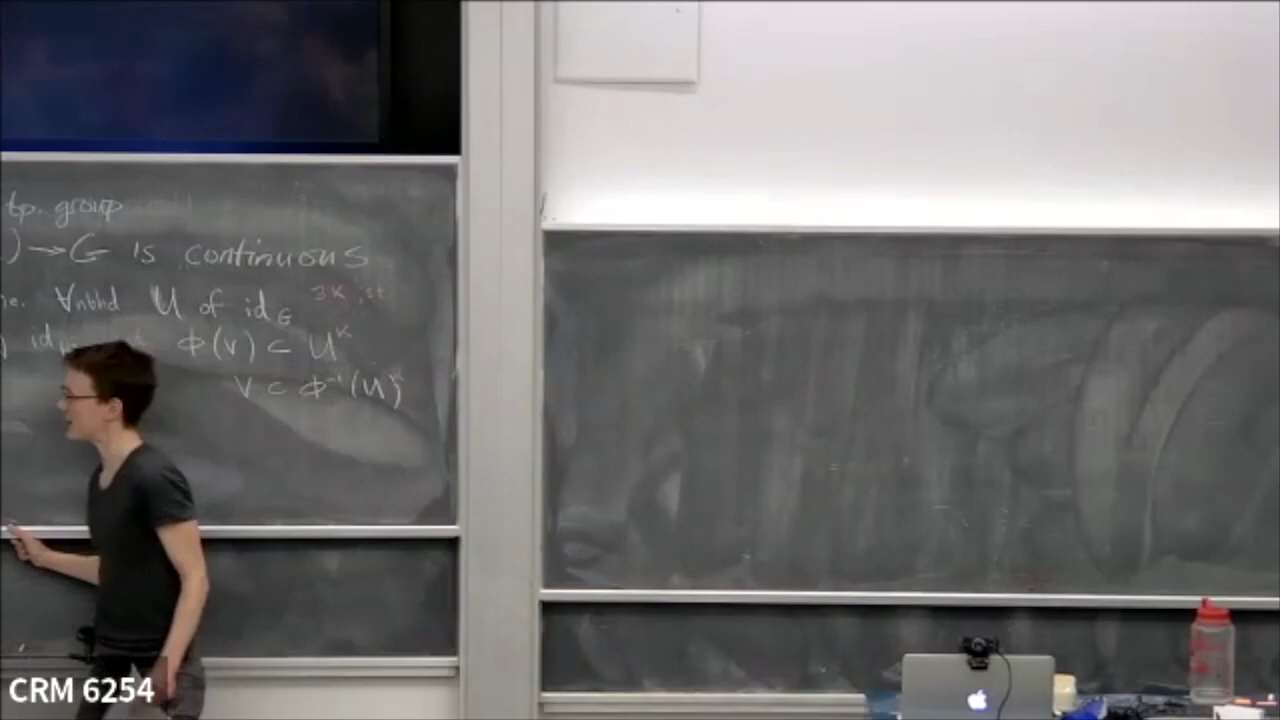 tp. group
) → G is continuous
ne. ∀nbhd U of id_G ∃K, st
id Φ(V) ⊂ U^K
V ⊂ Φ^{-1}(U)^K
CRM 6254